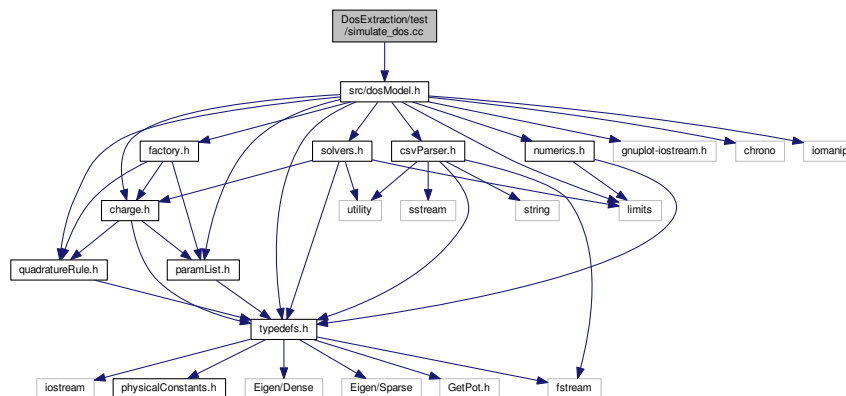 DosExtraction/test
/simulate_dos.cc
src/dosModel.h
factory.h
solvers.h
csvParser.h
numerics.h
gnuplot-iostream.h
chrono
iomanip
charge.h
utility
sstream
string
limits
quadratureRule.h
paramList.h
typedefs.h
iostream
physicalConstants.h
Eigen/Dense
Eigen/Sparse
GetPot.h
fstream